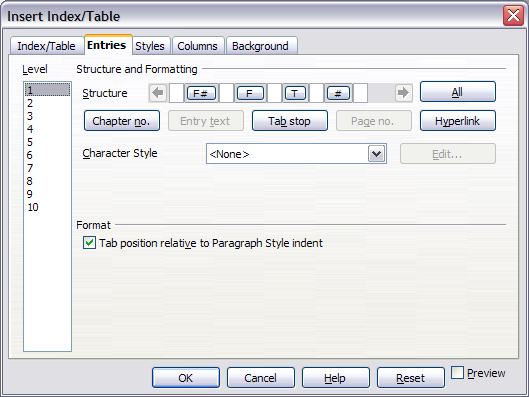 Insert Index/Table
Index/Table Entries Styles Columns Background
Level
1
2
3
4
5
6
7
8
9
10
Structure and Formatting
Structure F# F T # All
Chapter no. Entry text Tab stop Page no. Hyperlink
Character Style <None> Edit...
Format
Tab position relative to Paragraph Style indent
OK Cancel Help Reset Preview